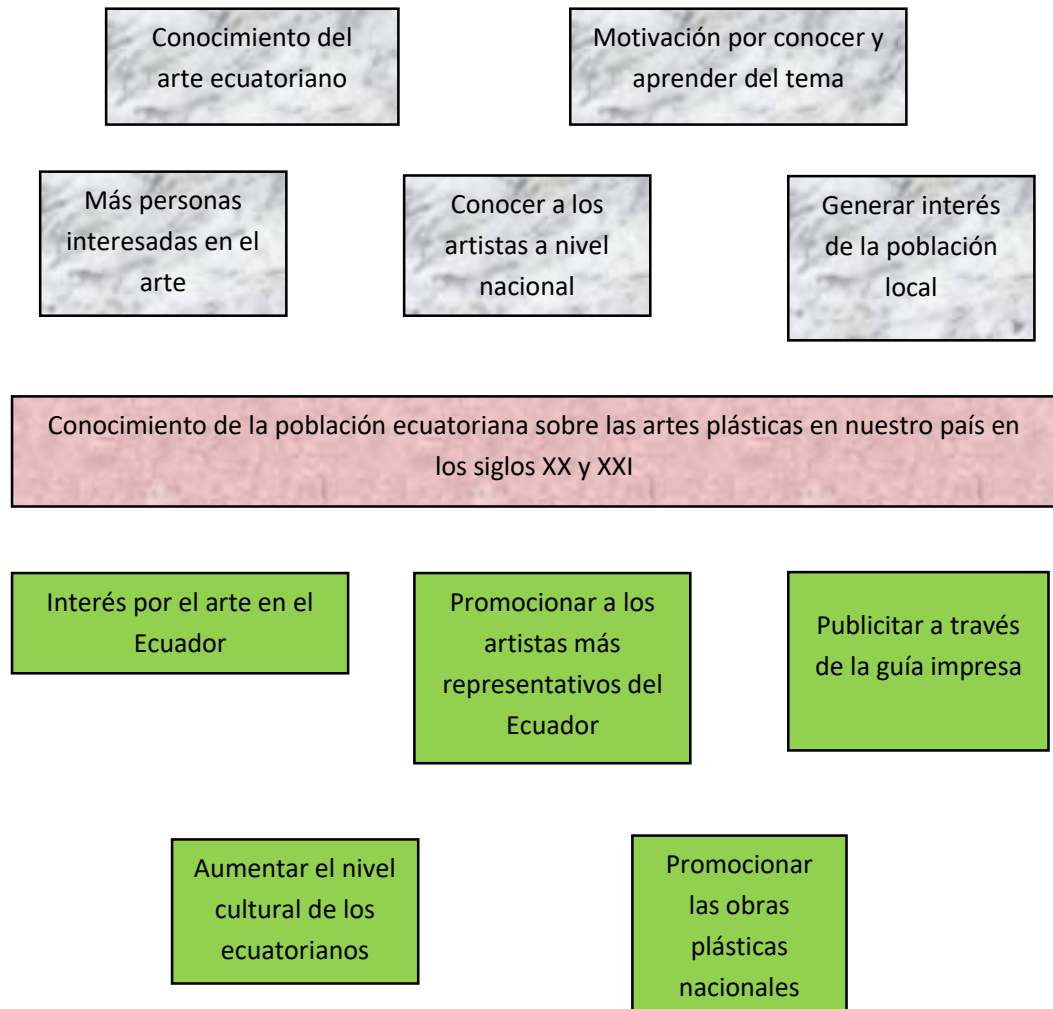 Conocimiento del
arte ecuatoriano
Motivación por conocer y
aprender del tema
Más personas
interesadas en el
arte
Conocer a los
artistas a nivel
nacional
Generar interés
de la población
local
Conocimiento de la población ecuatoriana sobre las artes plásticas en nuestro país en
los siglos XX y XXI
Interés por el arte en el
Ecuador
Promocionar a los
artistas más
representativos del
Ecuador
Publicitar a través
de la guía impresa
Aumentar el nivel
cultural de los
ecuatorianos
Promocionar
las obras
plásticas
nacionales